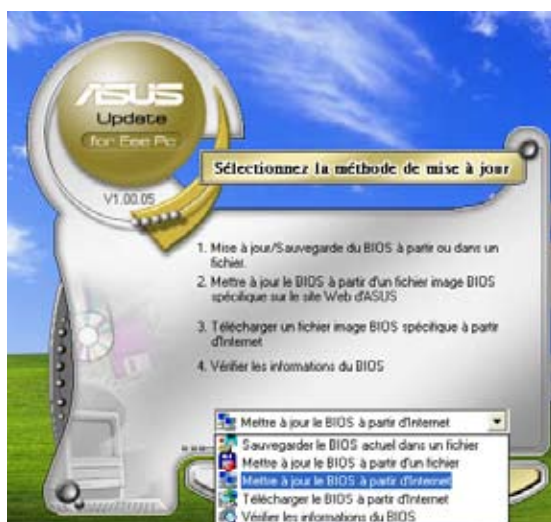 ASUS
Update
for Eee Pc
V1.00.05
Sélectionnez la méthode de mise à jour
1. Mise à jour/Sauvegarde du BIOS à partir ou dans un
fichier.
2. Mettre à jour le BIOS à partir d'un fichier image BIOS
spécifique sur le site Web d'ASUS
3. Télécharger un fichier image BIOS spécifique à partir
d'Internet
4. Vérifier les informations du BIOS
Mettre à jour le BIOS à partir d'Internet
Sauvegarder le BIOS actuel dans un fichier
Mettre à jour le BIOS à partir d'un fichier
Mettre à jour le BIOS à partir d'Internet
Télécharger le BIOS à partir d'Internet
Vérifier les informations du BIOS